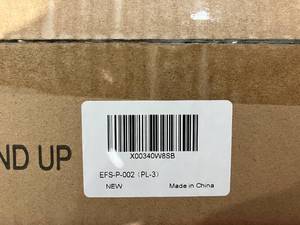 ND UP
X00340W8SB
EFS-P-002（PL-3）
NEW Made in China